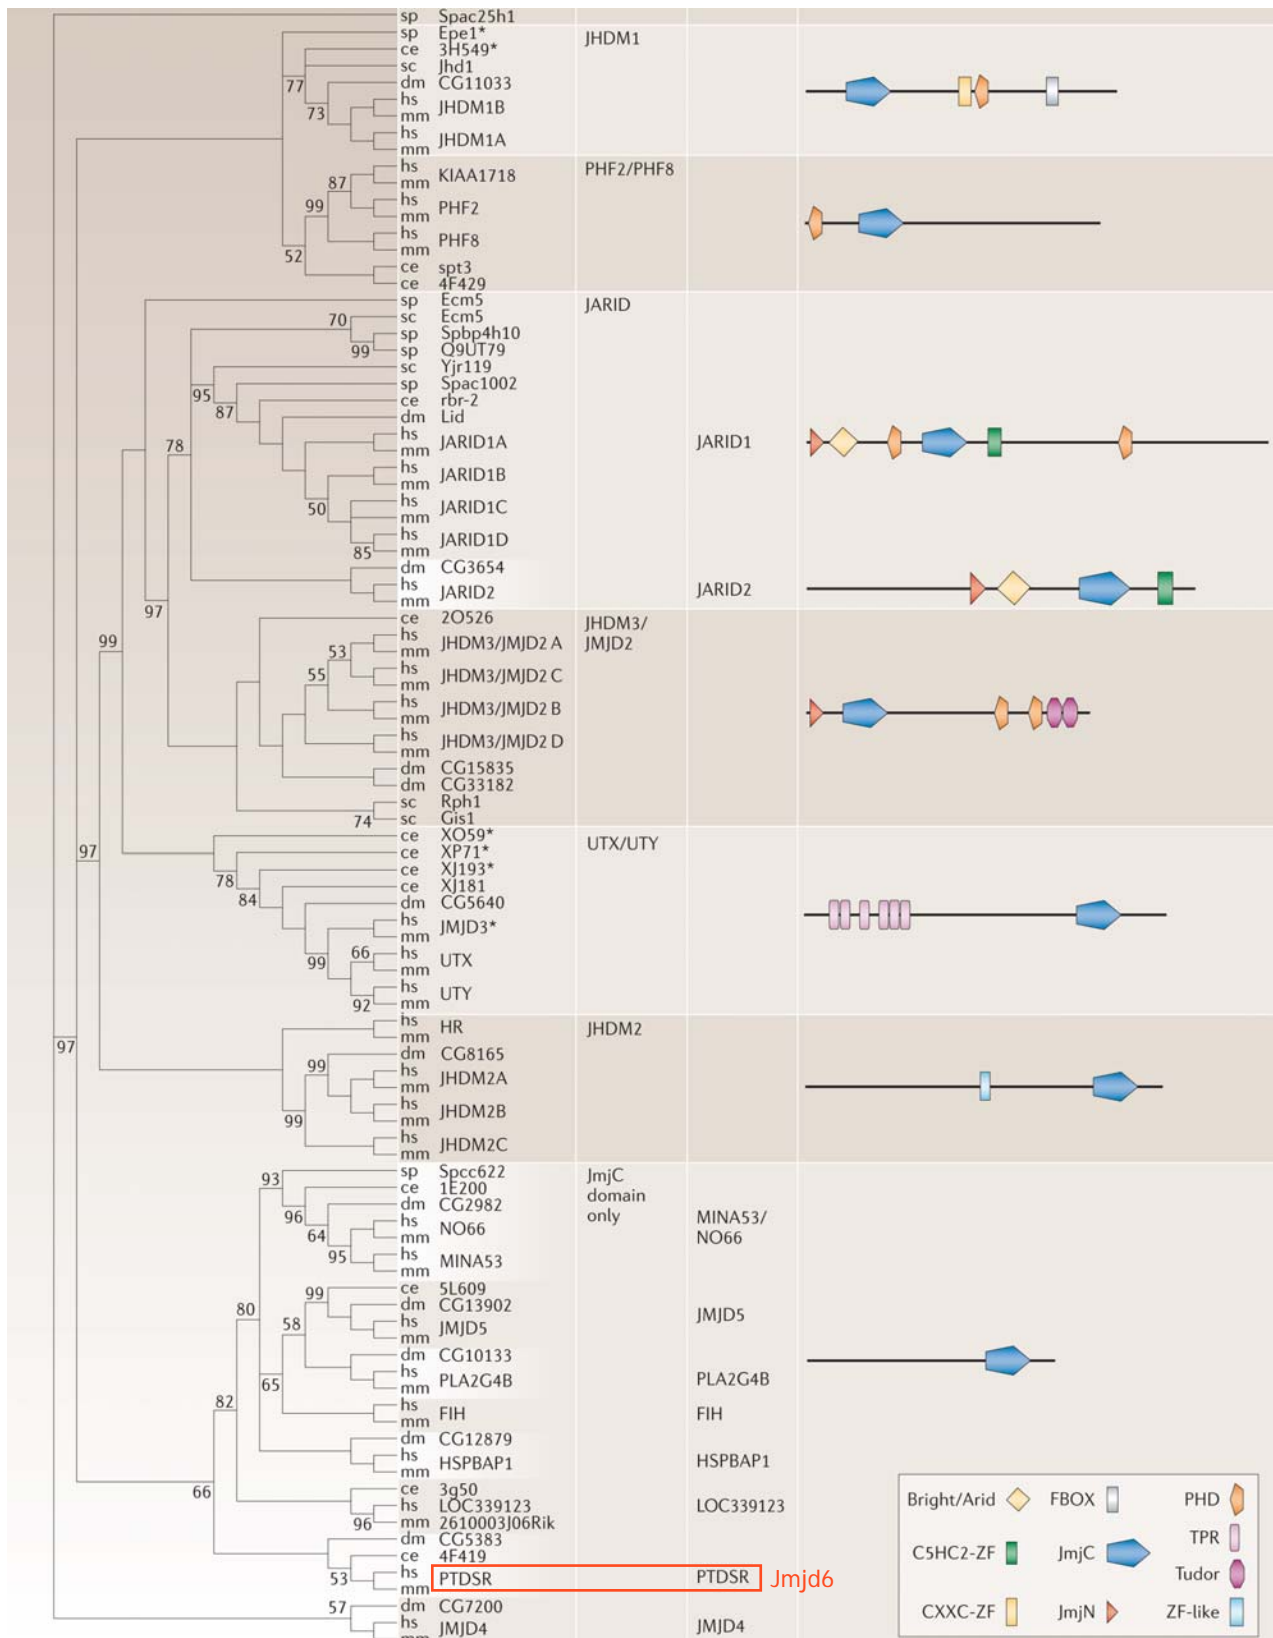 sp Spac25h1
sp Epe1*
JHDM1
ce 3H549*
sc Jhd1
77
dm CG11033
hs
JHDM1B
73
mm
hs
JHDM1A
mm
hs
PHF2/PHF8
KIAA1718
87 mm
hs
99 PHF2
mm
hs
PHF8
mm
52
ce spt3
ce 4F429
sp Ecm5
JARID
sc Ecm5
70
sp Spbp4h10
99 sp Q9UT79
sc Yjr119
sp Spac1002
95
ce rbr-2
87
dm Lid
hs
78 JARID1A JARID1
mm
hs
JARID1B
mm
hs
50 JARID1C
mm
hs
JARID1D
85 mm
dm CG3654
hs
JARID2 JARID2
mm
97
ce 2O526
JHDM3/
JMJD2
hs
99 JHDM3/JMJD2 A
53 mm
hs
55 JHDM3/JMJD2 C
mm
hs
JHDM3/JMJD2 B
mm
hs
JHDM3/JMJD2 D
mm
dm CG15835
dm CG33182
sc Rph1
74 sc Gis1
ce XO59*
UTX/UTY
97 ce XP71*
ce XJ193*
78
ce XJ181
84
dm CG5640
hs
JMJD3*
mm
66 hs
99 UTX
mm
hs
UTY
92 mm
hs
HR
JHDM2
mm
97
dm CG8165
99
hs
JHDM2A
mm
hs
JHDM2B
99 mm
hs
JHDM2C
mm
sp Spcc622
JmjC
domain
only
93
ce 1E200
dm CG2982
96
hs
NO66
MINA53/
NO66
64 mm
95 hs
MINA53
mm
ce 5L609
99
dm CG13902
80
hs
JMJD5 JMJD5
58
mm
dm CG10133
hs
PLA2G4B PLA2G4B
65 mm
82
hs
FIH FIH
mm
dm CG12879
hs
HSPBAP1 HSPBAP1
mm
ce 3g50
66
hs LOC339123 LOC339123
96 mm 2610003J06Rik
dm CG5383
ce 4F419
53 hs
PTDSR PTDSR Jmjd6
mm
57 dm CG7200
hs
JMJD4 JMJD4
mm
Bright/Arid FBOX PHD
TPR
C5HC2-ZF JmjC
Tudor
CXXC-ZF JmjN ZF-like